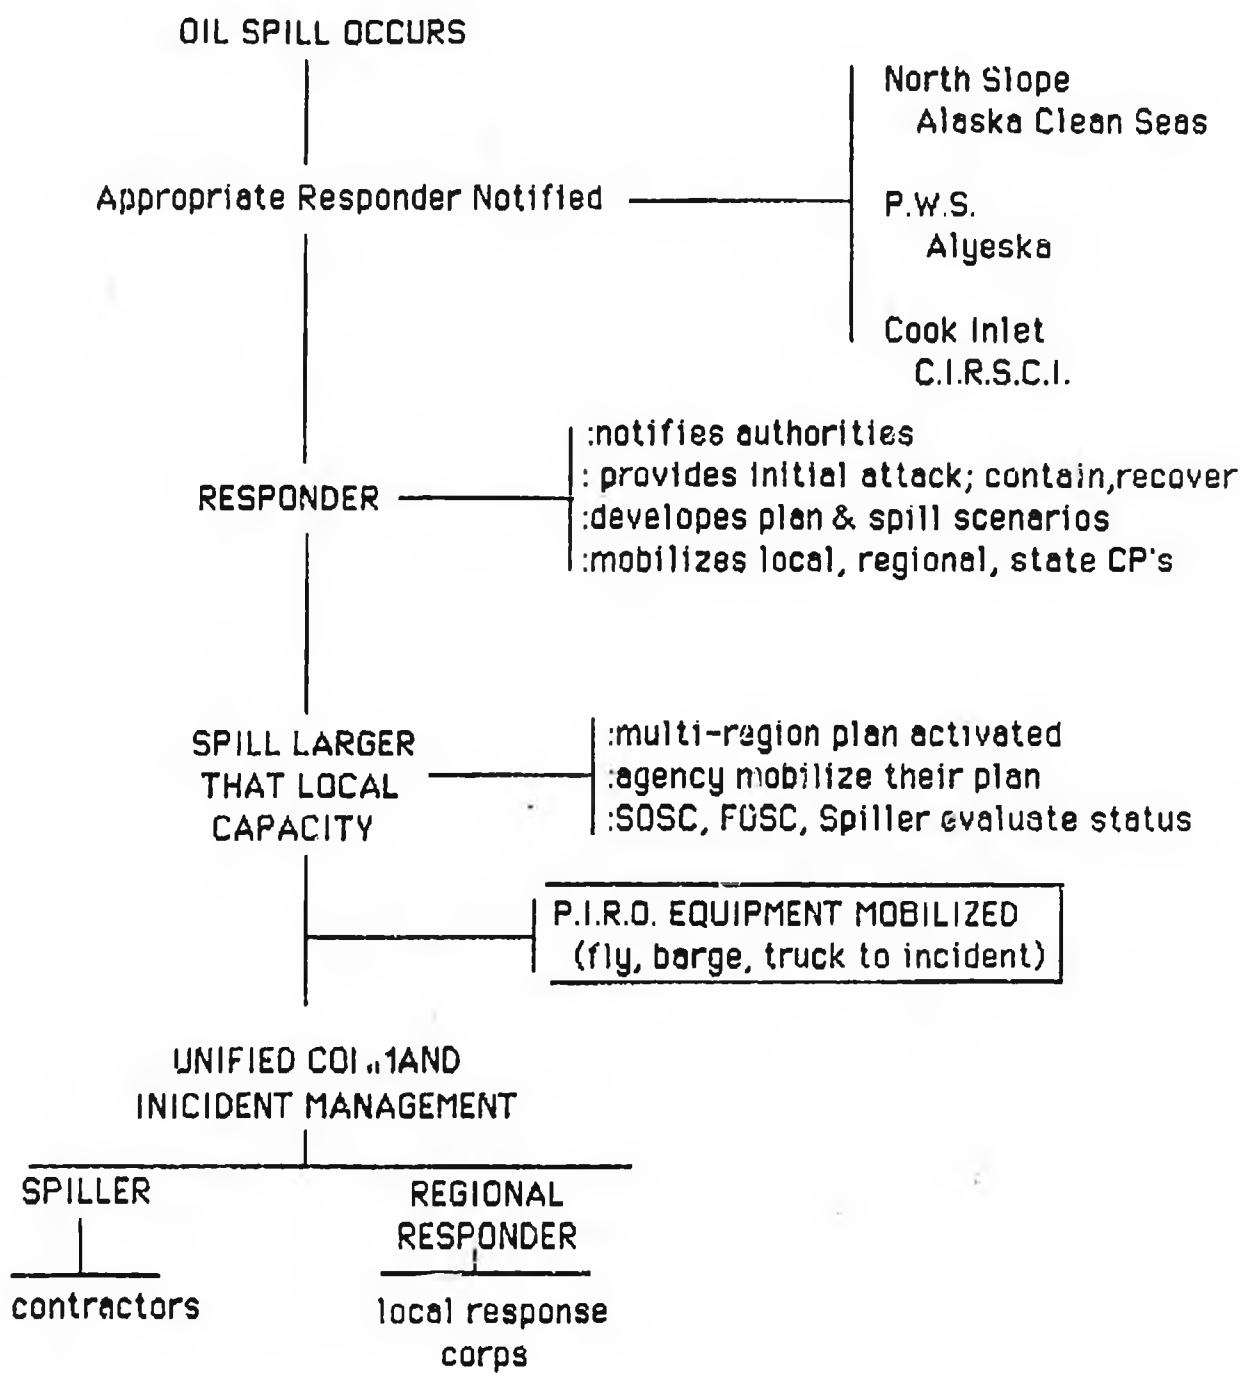 OIL SPILL OCCURS
North Slope
Alaska Clean Seas
Appropriate Responder Notified
P.W.S.
Alyeska
Cook Inlet
C.I.R.S.C.I.
RESPONDER
:notifies authorities
: provides initial attack; contain,recover
:developes plan & spill scenarios
:mobilizes local, regional, state CP's
SPILL LARGER
THAT LOCAL
CAPACITY
:multi-region plan activated
:agency mobilize their plan
:SOSC, FOSC, Spiller evaluate status
P.I.R.O. EQUIPMENT MOBILIZED
(fly, barge, truck to incident)
UNIFIED COMMAND
INICIDENT MANAGEMENT
SPILLER
REGIONAL
RESPONDER
contractors
local response
corps